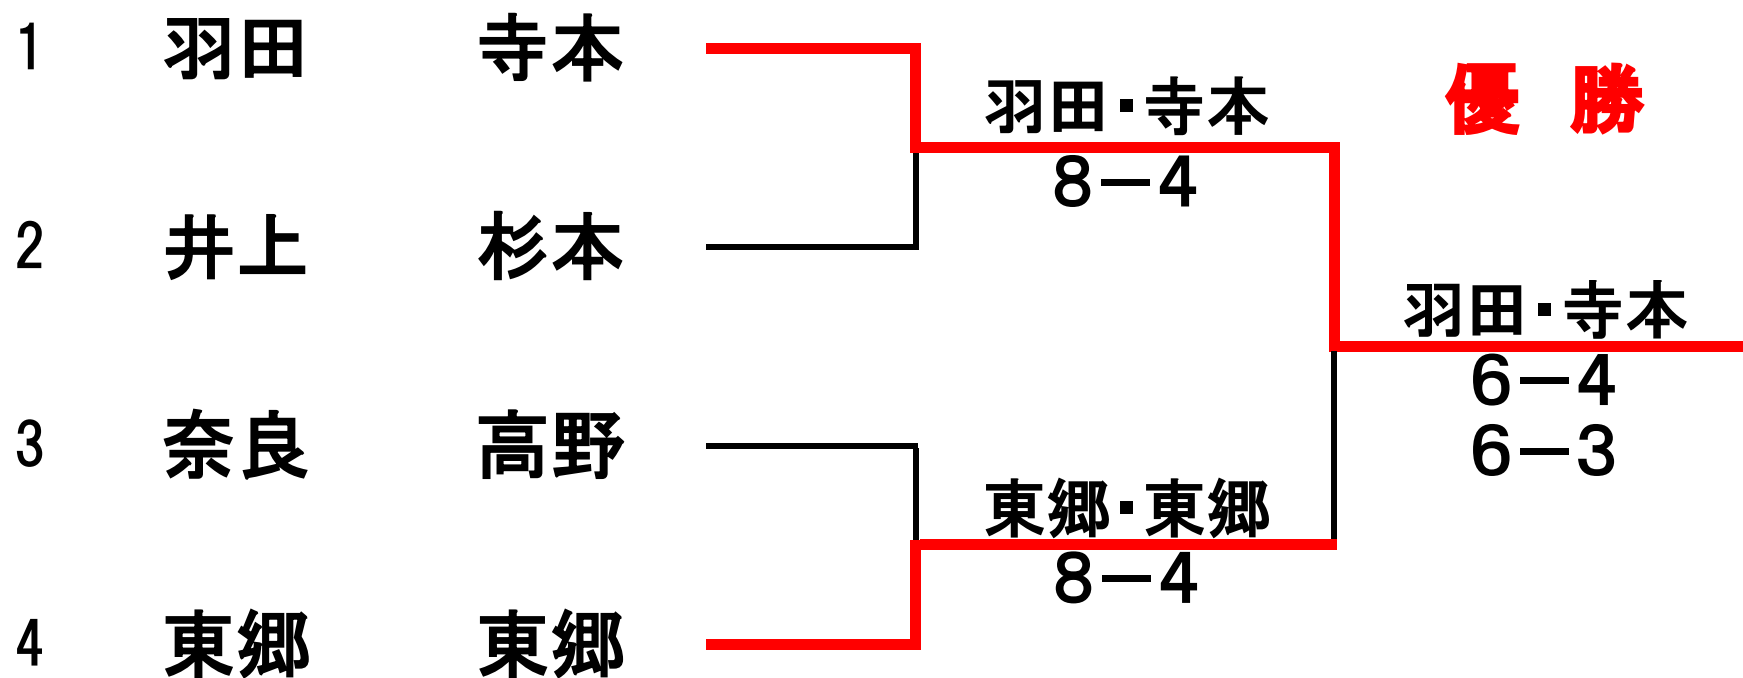 1 羽田 寺本
羽田・寺本
優 勝
8－4
2 井上 杉本
羽田・寺本
6－4
3 奈良 高野
6－3
東郷・東郷
8－4
4 東郷 東郷